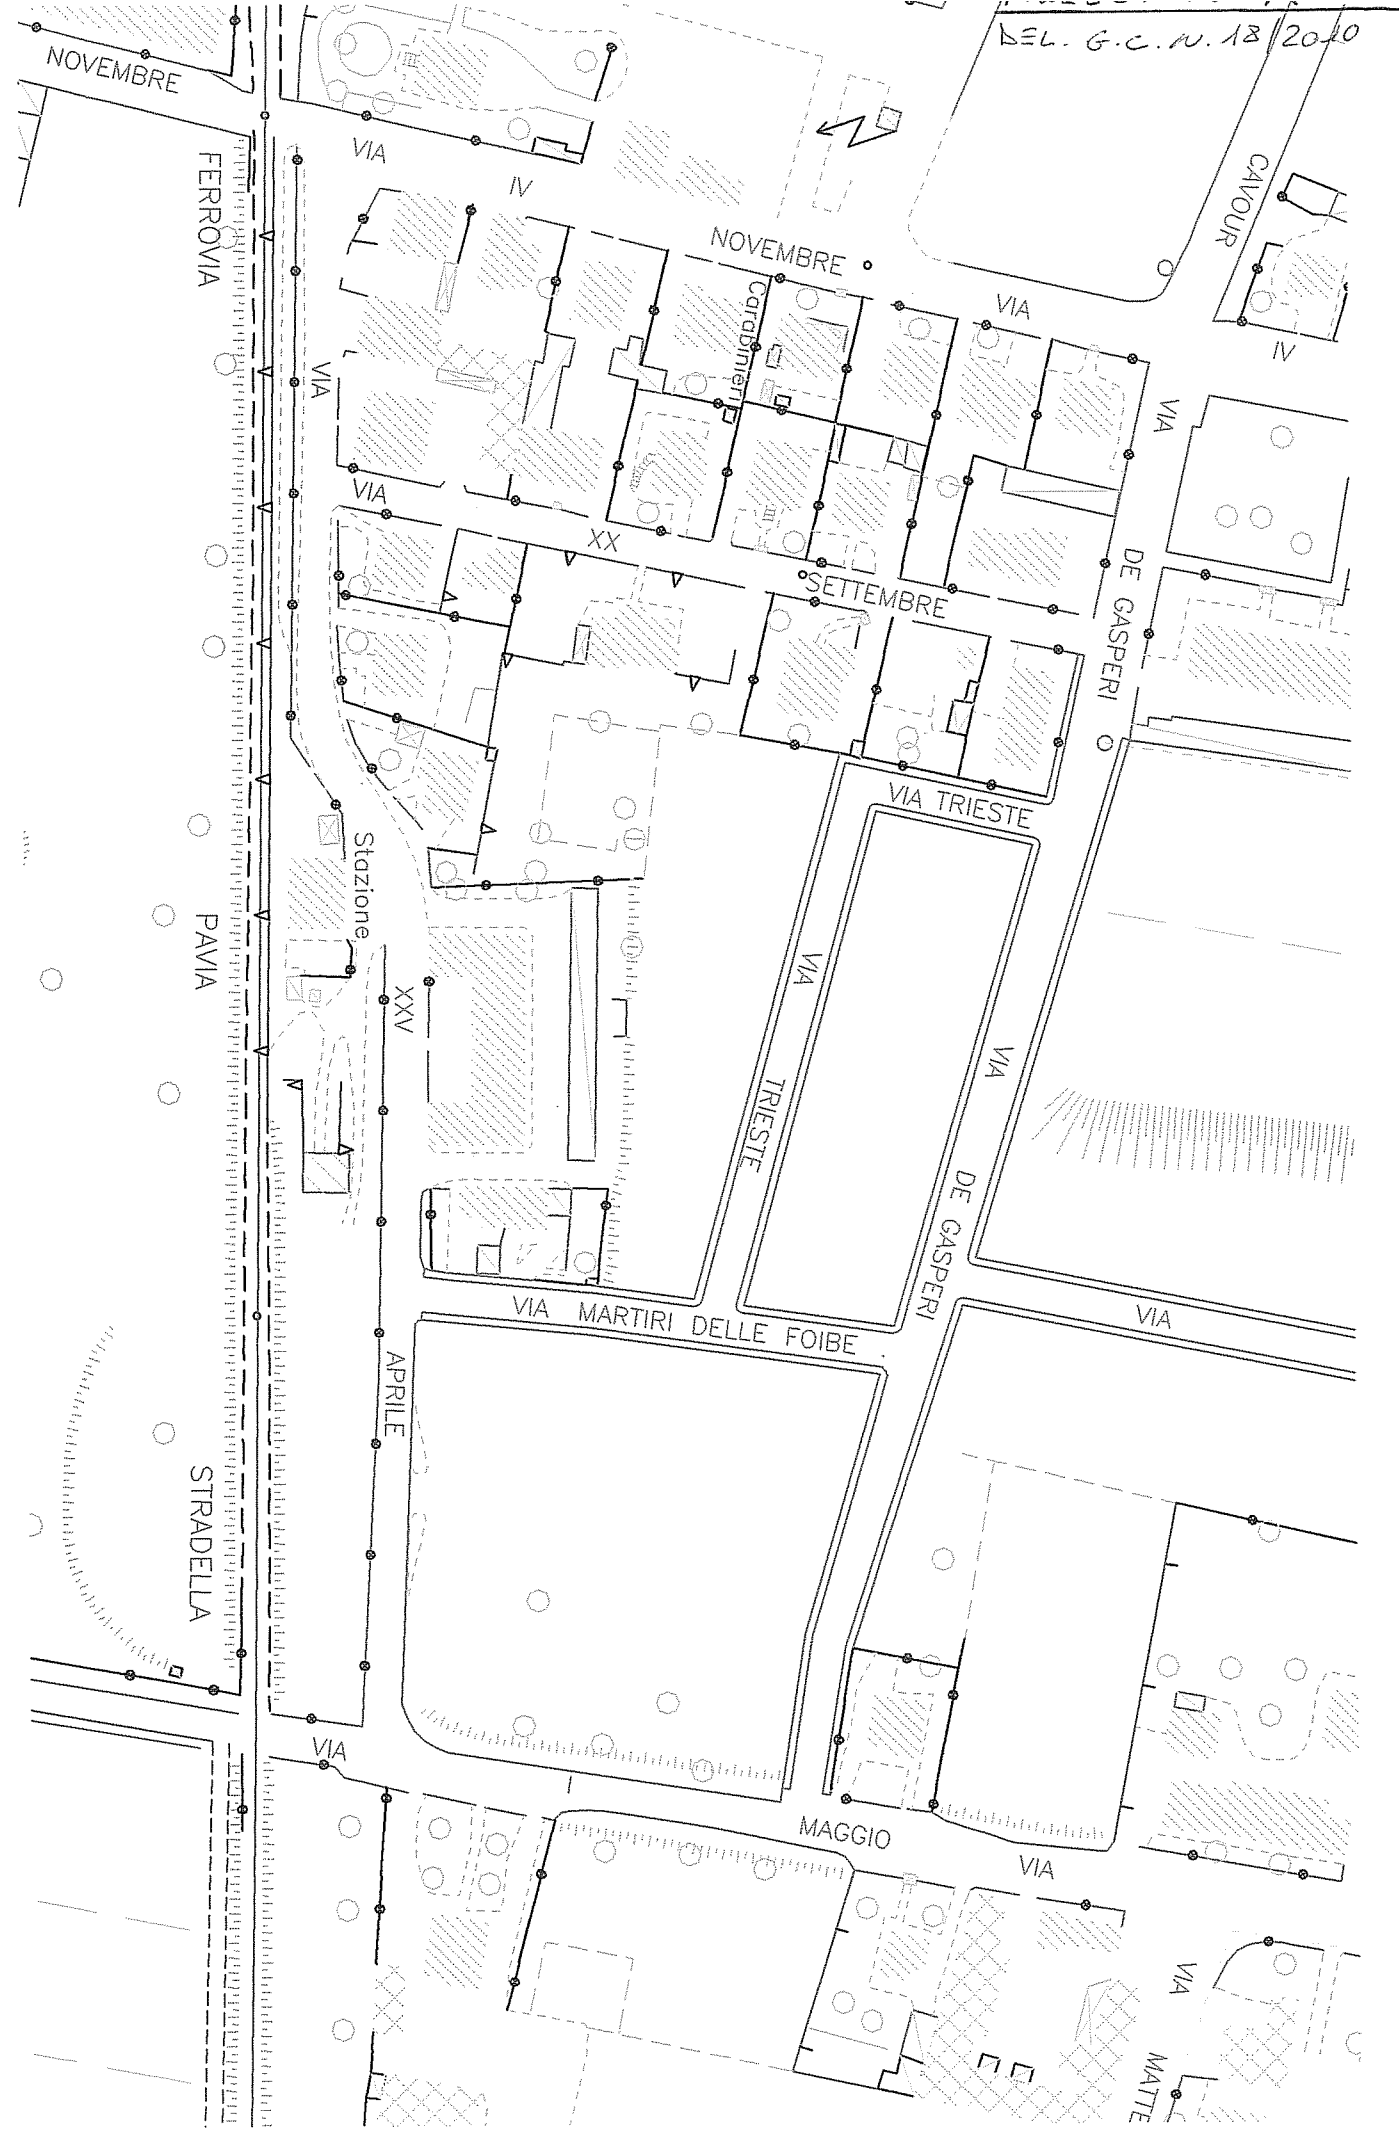 DEL. G.C. N. 18/2010
NOVEMBRE
VIA
IV
NOVEMBRE
VIA
CAVOUR
IV
FERROVIA
VIA
Carabinieri
VIA
VIA
XX
SETTEMBRE
DE GASPERI
VIA TRIESTE
Stazione
PAVIA
XXV
VIA
TRIESTE
VIA
DE GASPERI
VIA MARTIRI DELLE FOIBE
VIA
APRILE
STRADELLA
VIA
MAGGIO
VIA
VIA
MATTE